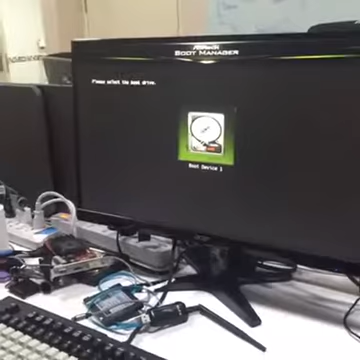 ASRock
BOOT MANAGER
Please select the boot drive.
Boot Device 1